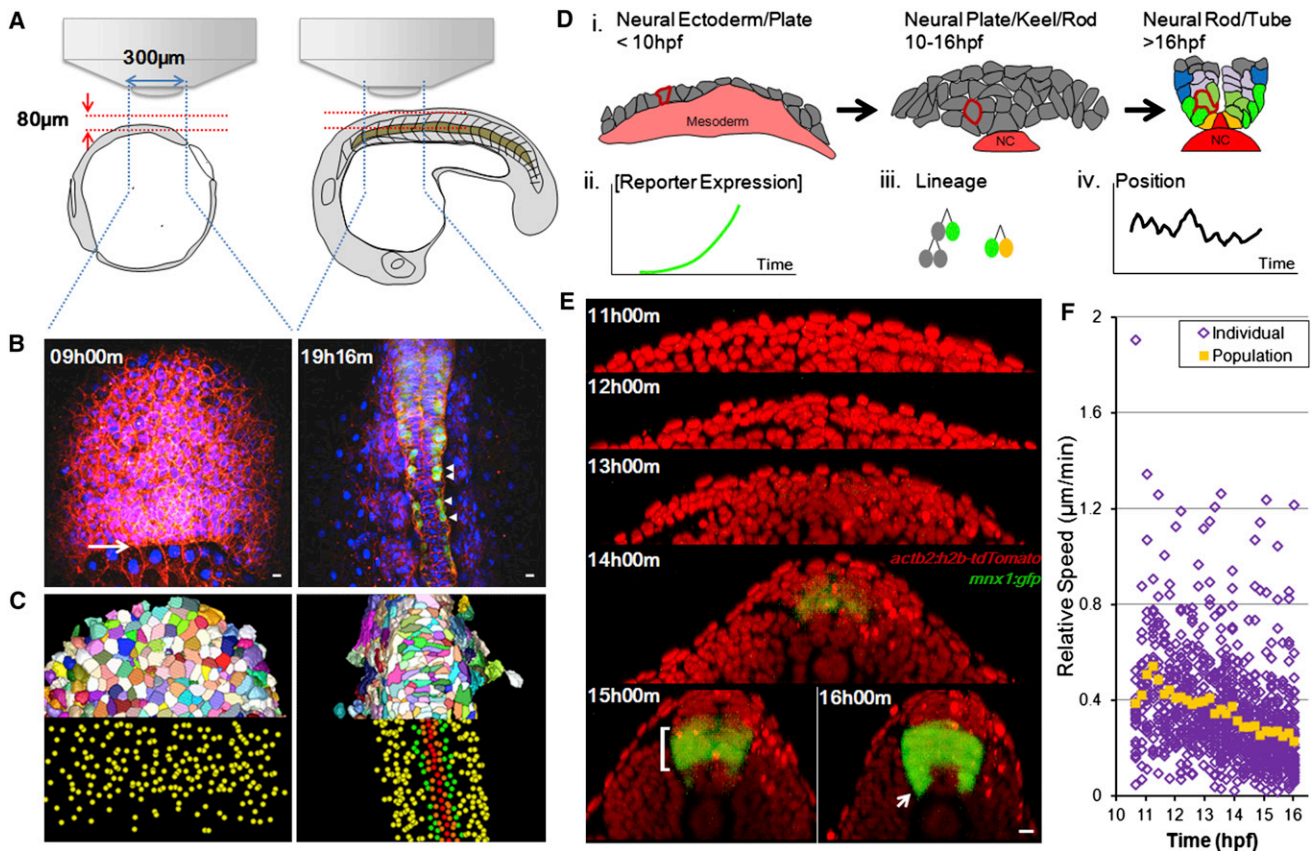 A
300µm
80µm
B
09h00m
19h16m
C
D
i.
Neural Ectoderm/Plate
< 10hpf
Neural Plate/Keel/Rod
10-16hpf
Neural Rod/Tube
>16hpf
Mesoderm
NC
NC
ii.
[Reporter Expression]
Time
iii.
Lineage
iv.
Position
Time
E
11h00m
12h00m
13h00m
14h00m
actb2:h2b-tdTomato
mnx1:gfp
15h00m
16h00m
F
Individual
Population
Relative Speed (µm/min)
2
1.6
1.2
0.8
0.4
0
10 11 12 13 14 15 16
Time (hpf)